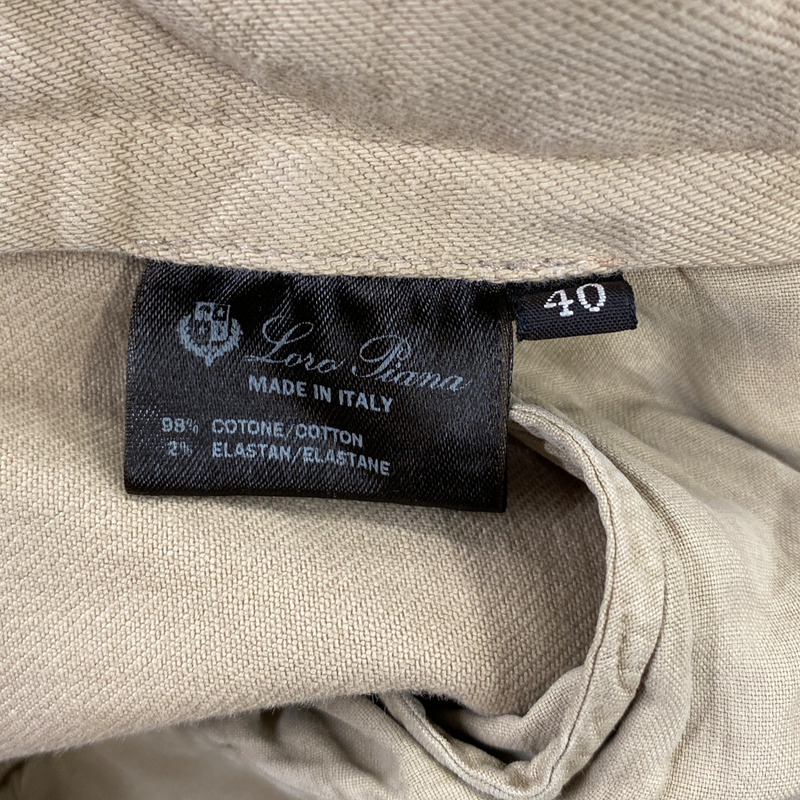 40
Loro Piana
MADE IN ITALY
98% COTONE/COTTON
2% ELASTAN/ELASTANE